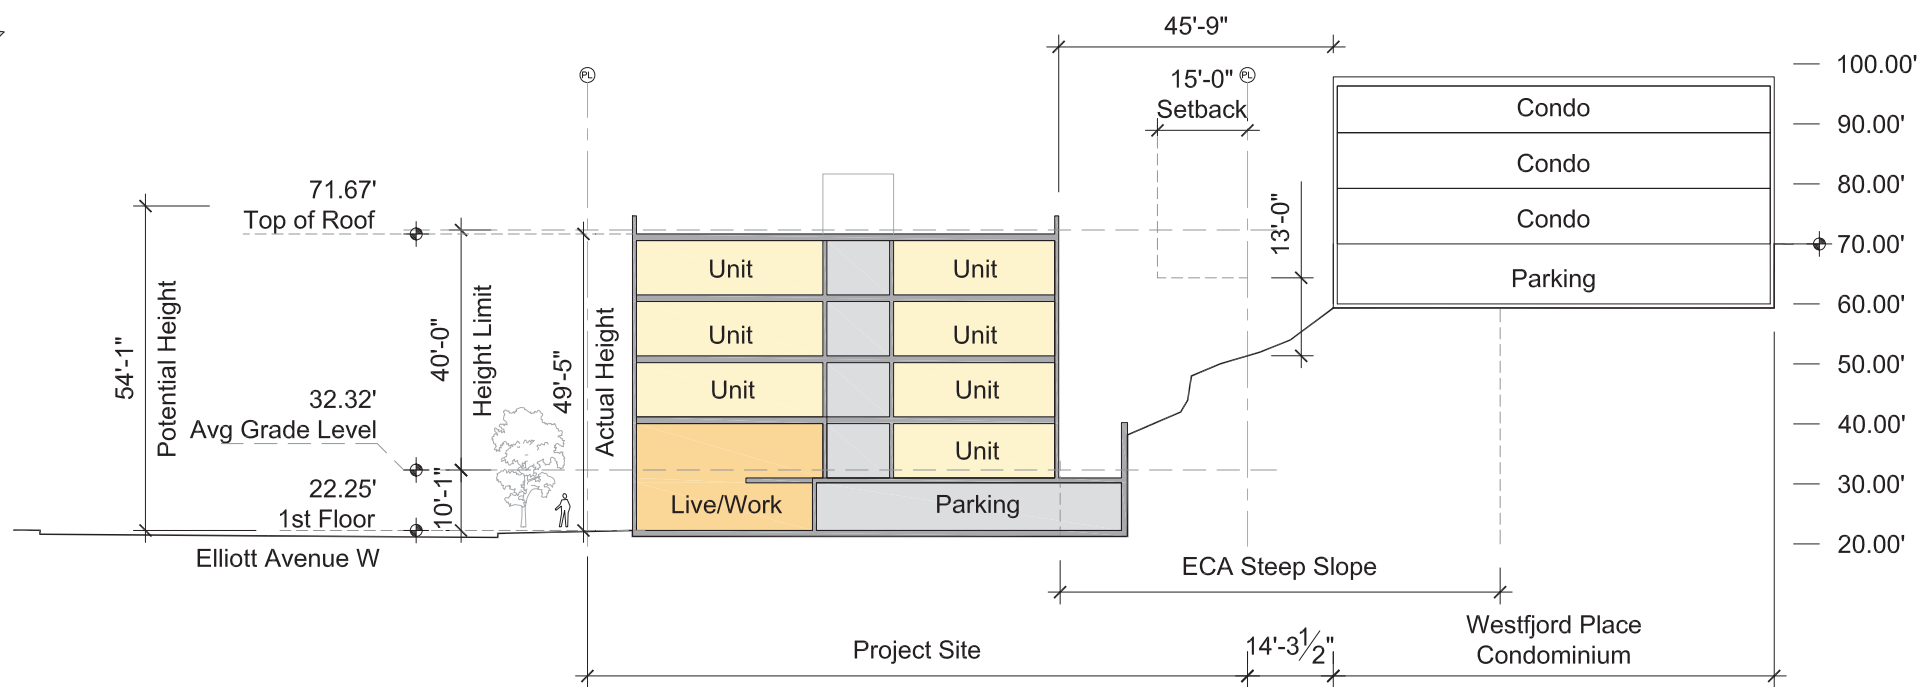 45'-9"
100.00'
PL
15'-0"
PL
Setback
Condo
90.00'
Condo
80.00'
71.67'
Top of Roof
Condo
13'-0"
70.00'
Unit
Unit
Parking
60.00'
Potential Height
54'-1"
40'-0"
Height Limit
49'-5"
Actual Height
Unit
Unit
50.00'
Unit
Unit
32.32'
Avg Grade Level
40.00'
Unit
22.25'
1st Floor
10'-1"
Live/Work
Parking
30.00'
Elliott Avenue W
20.00'
ECA Steep Slope
Project Site
14'-3½"
Westfjord Place
Condominium